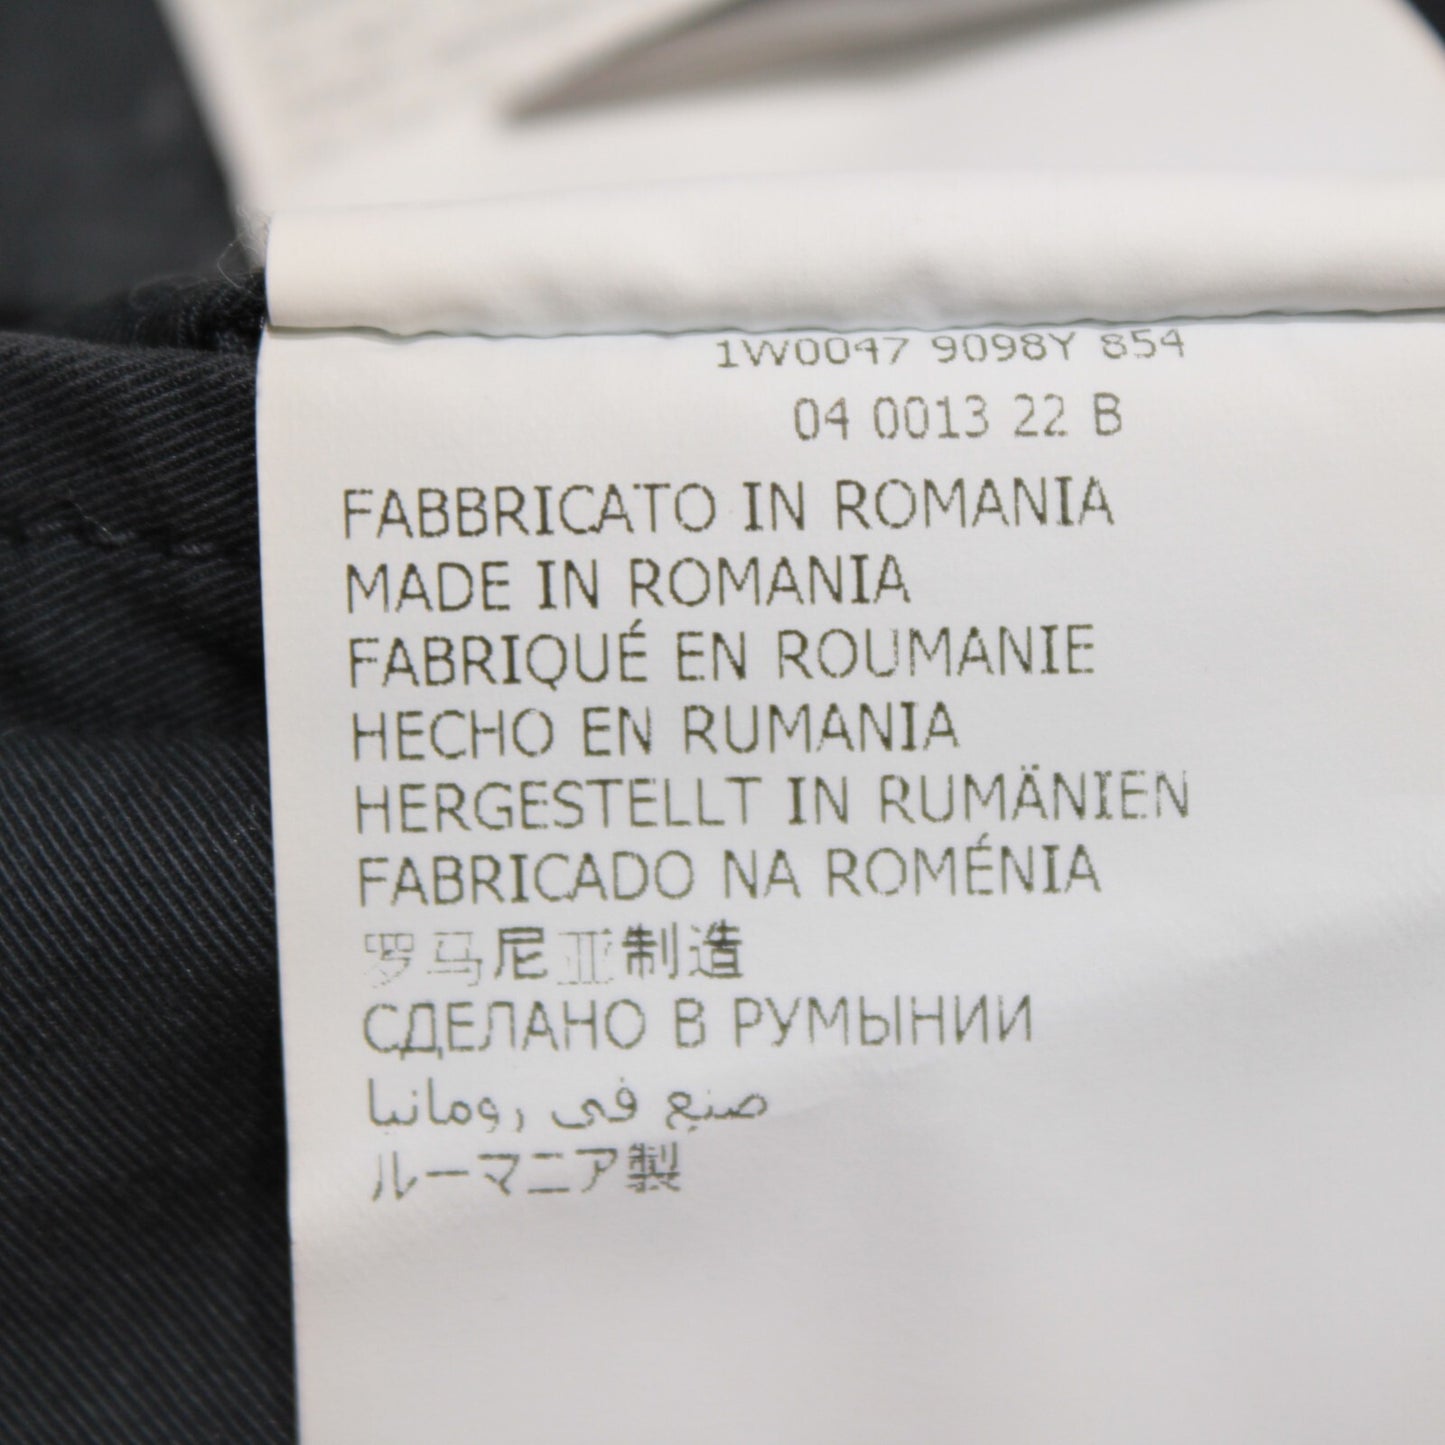 1W0047 9098Y 854
04 0013 22 B
FABBRICATO IN ROMANIA
MADE IN ROMANIA
FABRIQUÉ EN ROUMANIE
HECHO EN RUMANIA
HERGESTELLT IN RUMÄNIEN
FABRICADO NA ROMÉNIA
罗马尼亚制造
СДЕЛАНО В РУМЫНИИ
صنع في رومانيا
ルーマニア製